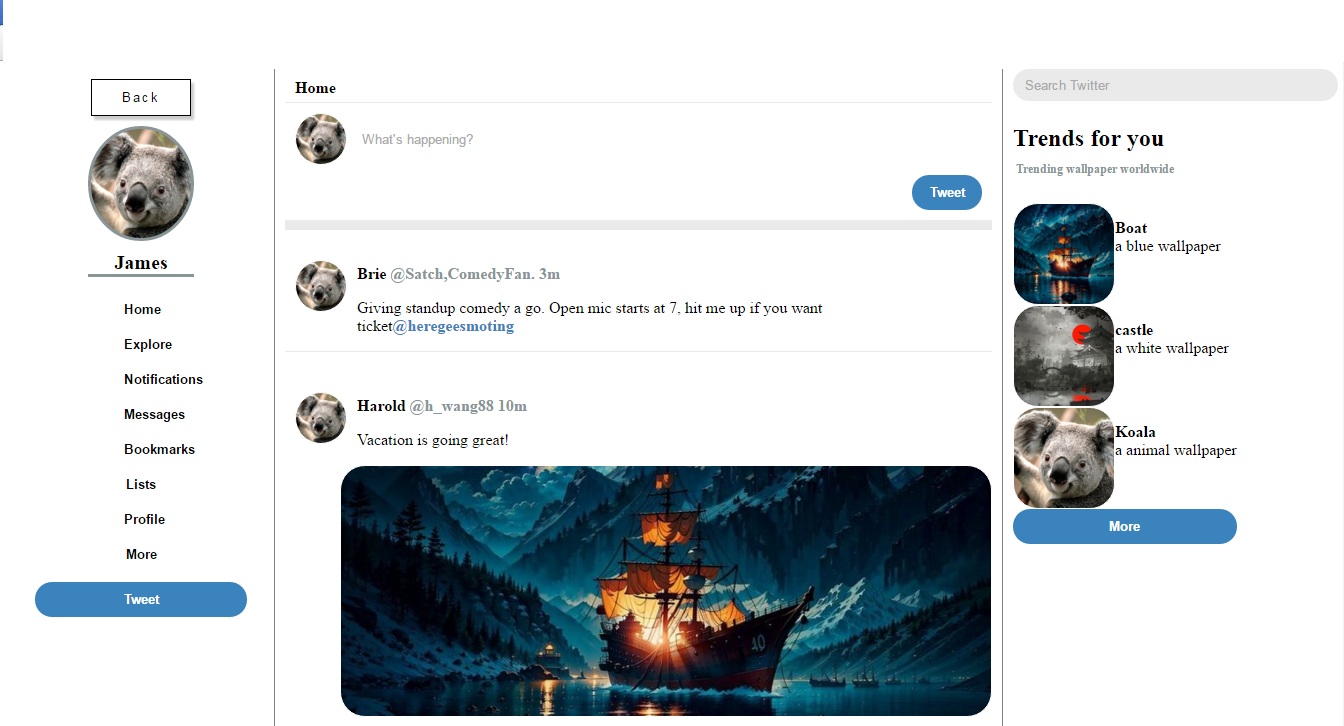 Back
James
Home
Explore
Notifications
Messages
Bookmarks
Lists
Profile
More
Tweet
Home
What's happening?
Tweet
Brie @Satch,ComedyFan. 3m
Giving standup comedy a go. Open mic starts at 7, hit me up if you want
ticket@heregeesmoting
Harold @h_wang88 10m
Vacation is going great!
Search Twitter
Trends for you
Trending wallpaper worldwide
Boat
a blue wallpaper
castle
a white wallpaper
Koala
a animal wallpaper
More